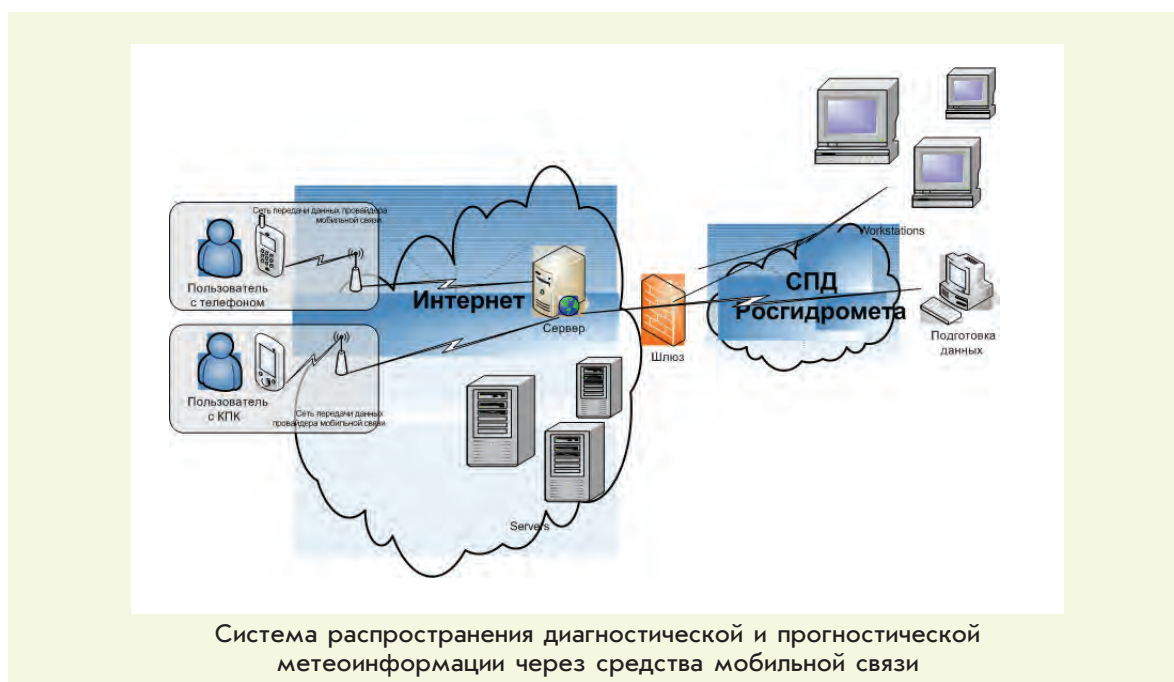 Сеть передачи данных провайдера
мобильной связи
Пользователь
с телефоном
Интернет
Сервер
Пользователь
с КПК
Сеть передачи данных
провайдера мобильной связи
Servers
Шлюз
СПД
Росгидромета
Workstations
Подготовка
данных
Система распространения диагностической и прогностической
метеоинформации через средства мобильной связи